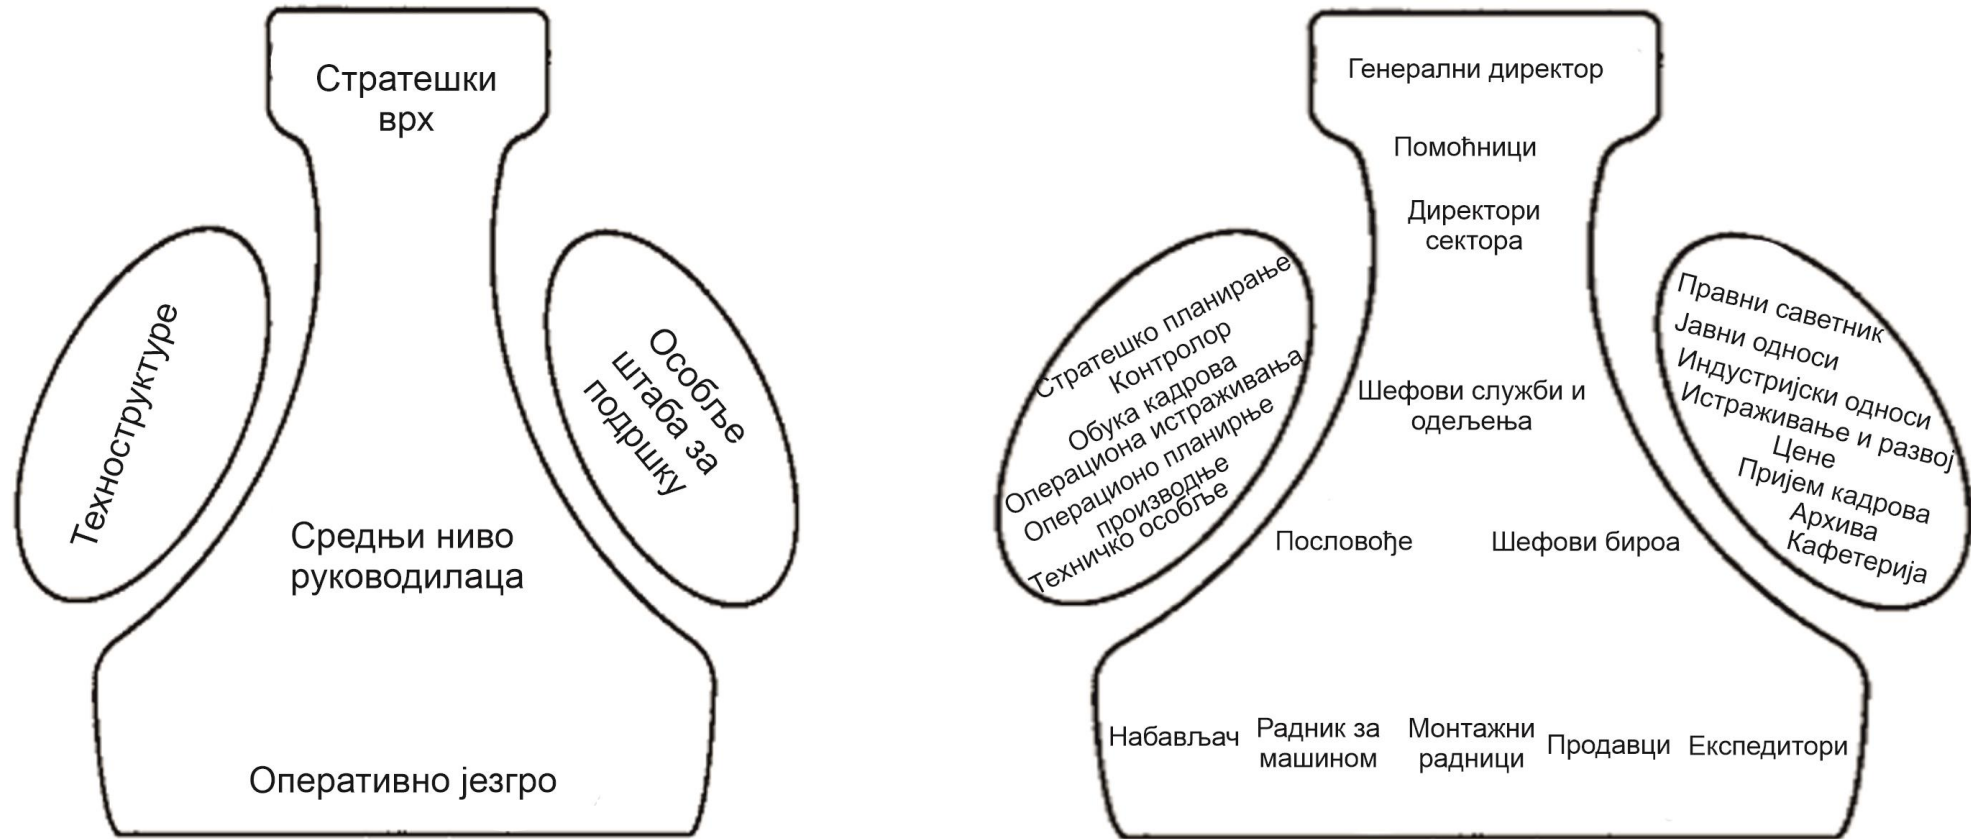 Стратешки
врх
Техноструктуре
Особље
штаба за
подршку
Средњи ниво
руководилаца
Оперативно језгро
Генерални директор
Помоћници
Директори
сектора
Стратешко планирање
Контролор
Обука кадрова
Операциона истраживања
Операционо планирње
производње
Техничко особље
Шефови служби и
одељења
Правни саветник
Јавни односи
Индустријски односи
Истраживање и развој
Цене
Пријем кадрова
Архива
Кафетерија
Пословође
Шефови бироа
Набављач
Радник за
машином
Монтажни
радници
Продавци
Експедитори